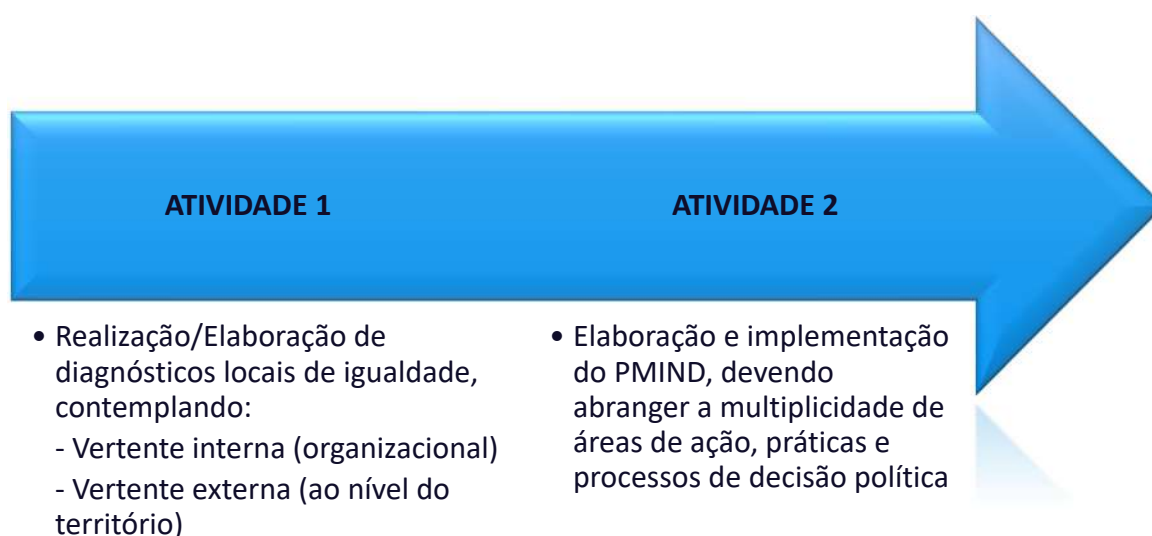 ATIVIDADE 1
ATIVIDADE 2
• Realização/Elaboração de
diagnósticos locais de igualdade,
contemplando:
- Vertente interna (organizacional)
- Vertente externa (ao nível do
território)
• Elaboração e implementação
do PMIND, devendo
abranger a multiplicidade de
áreas de ação, práticas e
processos de decisão política